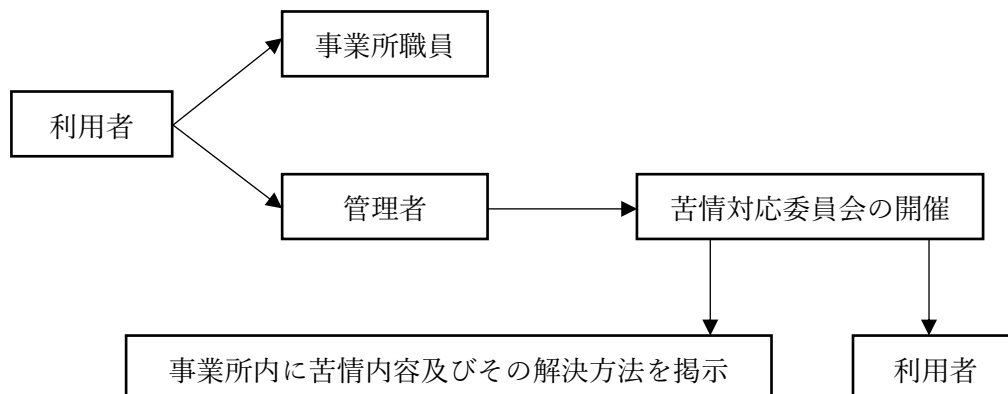 事業所職員
利用者
管理者
苦情対応委員会の開催
事業所内に苦情内容及びその解決方法を掲示
利用者